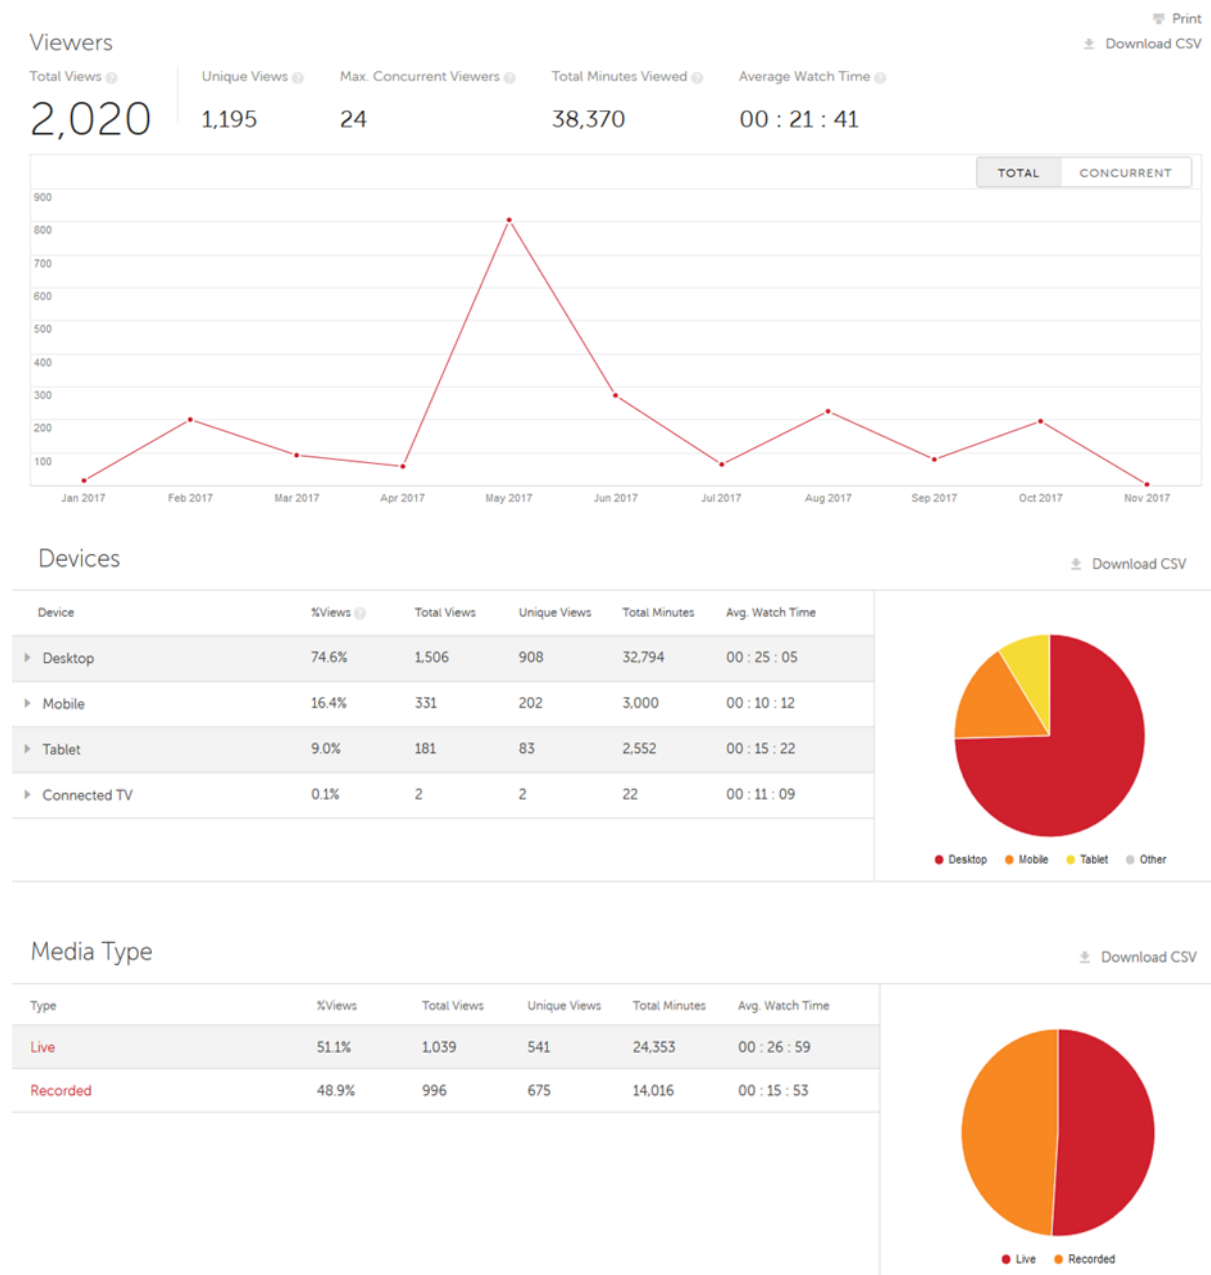 Print
Viewers
Download CSV
Total Views ? Unique Views ? Max. Concurrent Viewers ? Total Minutes Viewed ? Average Watch Time ?
2,020 1,195 24 38,370 00 : 21 : 41
TOTAL CONCURRENT
900
800
700
600
500
400
300
200
100
Jan 2017 Feb 2017 Mar 2017 Apr 2017 May 2017 Jun 2017 Jul 2017 Aug 2017 Sep 2017 Oct 2017 Nov 2017
Devices
Download CSV
Device %Views ? Total Views Unique Views Total Minutes Avg. Watch Time
Desktop 74.6% 1,506 908 32,794 00 : 25 : 05
Mobile 16.4% 331 202 3,000 00 : 10 : 12
Tablet 9.0% 181 83 2,552 00 : 15 : 22
Connected TV 0.1% 2 2 22 00 : 11 : 09
Desktop Mobile Tablet Other
Media Type
Download CSV
Type %Views Total Views Unique Views Total Minutes Avg. Watch Time
Live 51.1% 1,039 541 24,353 00 : 26 : 59
Recorded 48.9% 996 675 14,016 00 : 15 : 53
Live Recorded